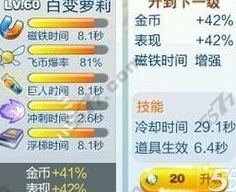 LV.60 百变萝莉
磁铁时间 8.1秒
飞币爆率 81%
巨人时间 8.1秒
冲刺时间 2.6秒
浮梯时间 8.1秒
金币 +41%
表现 +42%
升到下一级
金币 +42%
表现 +42%
磁铁时间 增强
技能
冷却时间 29.1秒
道具生效 6.4秒
20 升